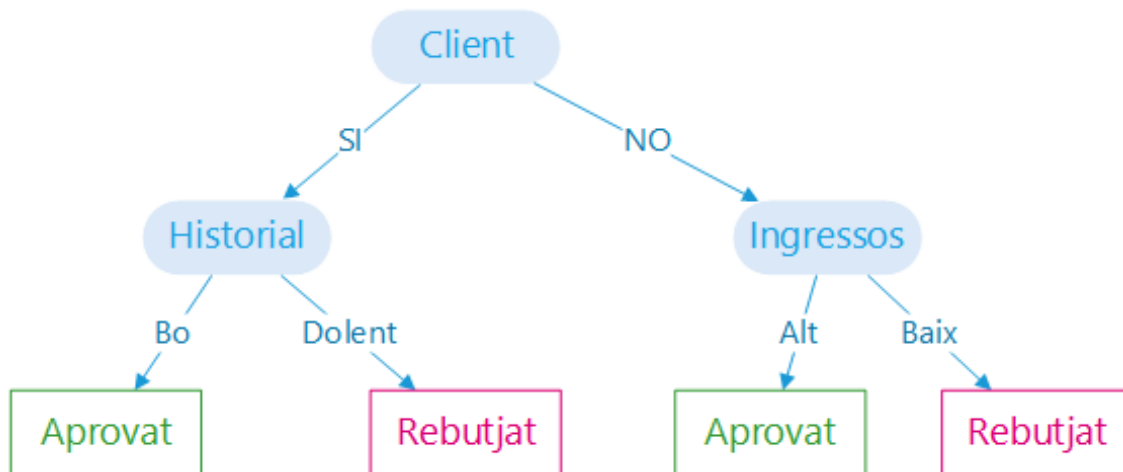 Client
SI
NO
Historial
Ingressos
Bo
Dolent
Alt
Baix
Aprovat
Rebutjat
Aprovat
Rebutjat